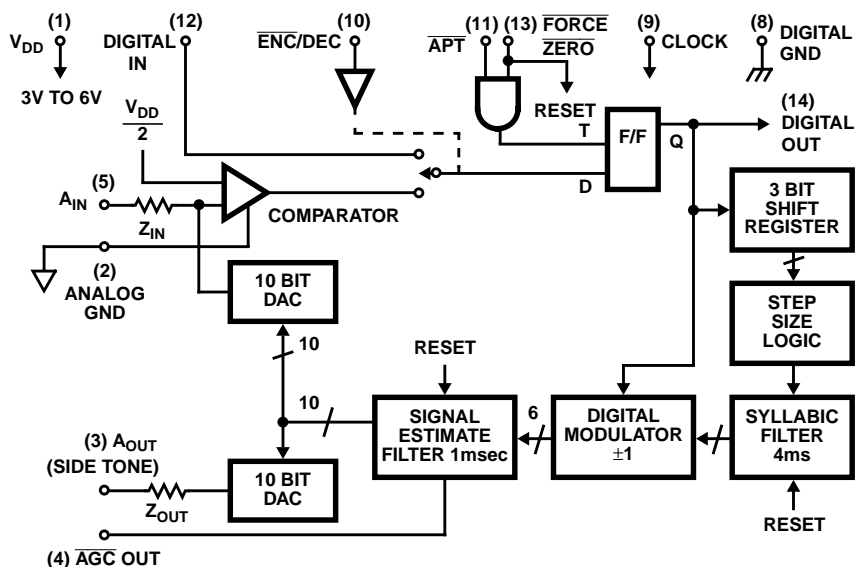 (1)
VDD
3V TO 6V
(12)
DIGITAL
IN
(10)
ENC/DEC
(11)
APT
(13)
FORCE
ZERO
RESET
(9)
CLOCK
(8)
DIGITAL
GND
VDD
2
T
F/F
Q
D
(14)
DIGITAL
OUT
(5)
AIN
ZIN
COMPARATOR
3 BIT
SHIFT
REGISTER
(2)
ANALOG
GND
10 BIT
DAC
STEP
SIZE
LOGIC
10
RESET
10
SIGNAL
ESTIMATE
FILTER 1msec
6
DIGITAL
MODULATOR
±1
SYLLABIC
FILTER
4ms
(3) AOUT
(SIDE TONE)
ZOUT
10 BIT
DAC
RESET
(4) AGC OUT